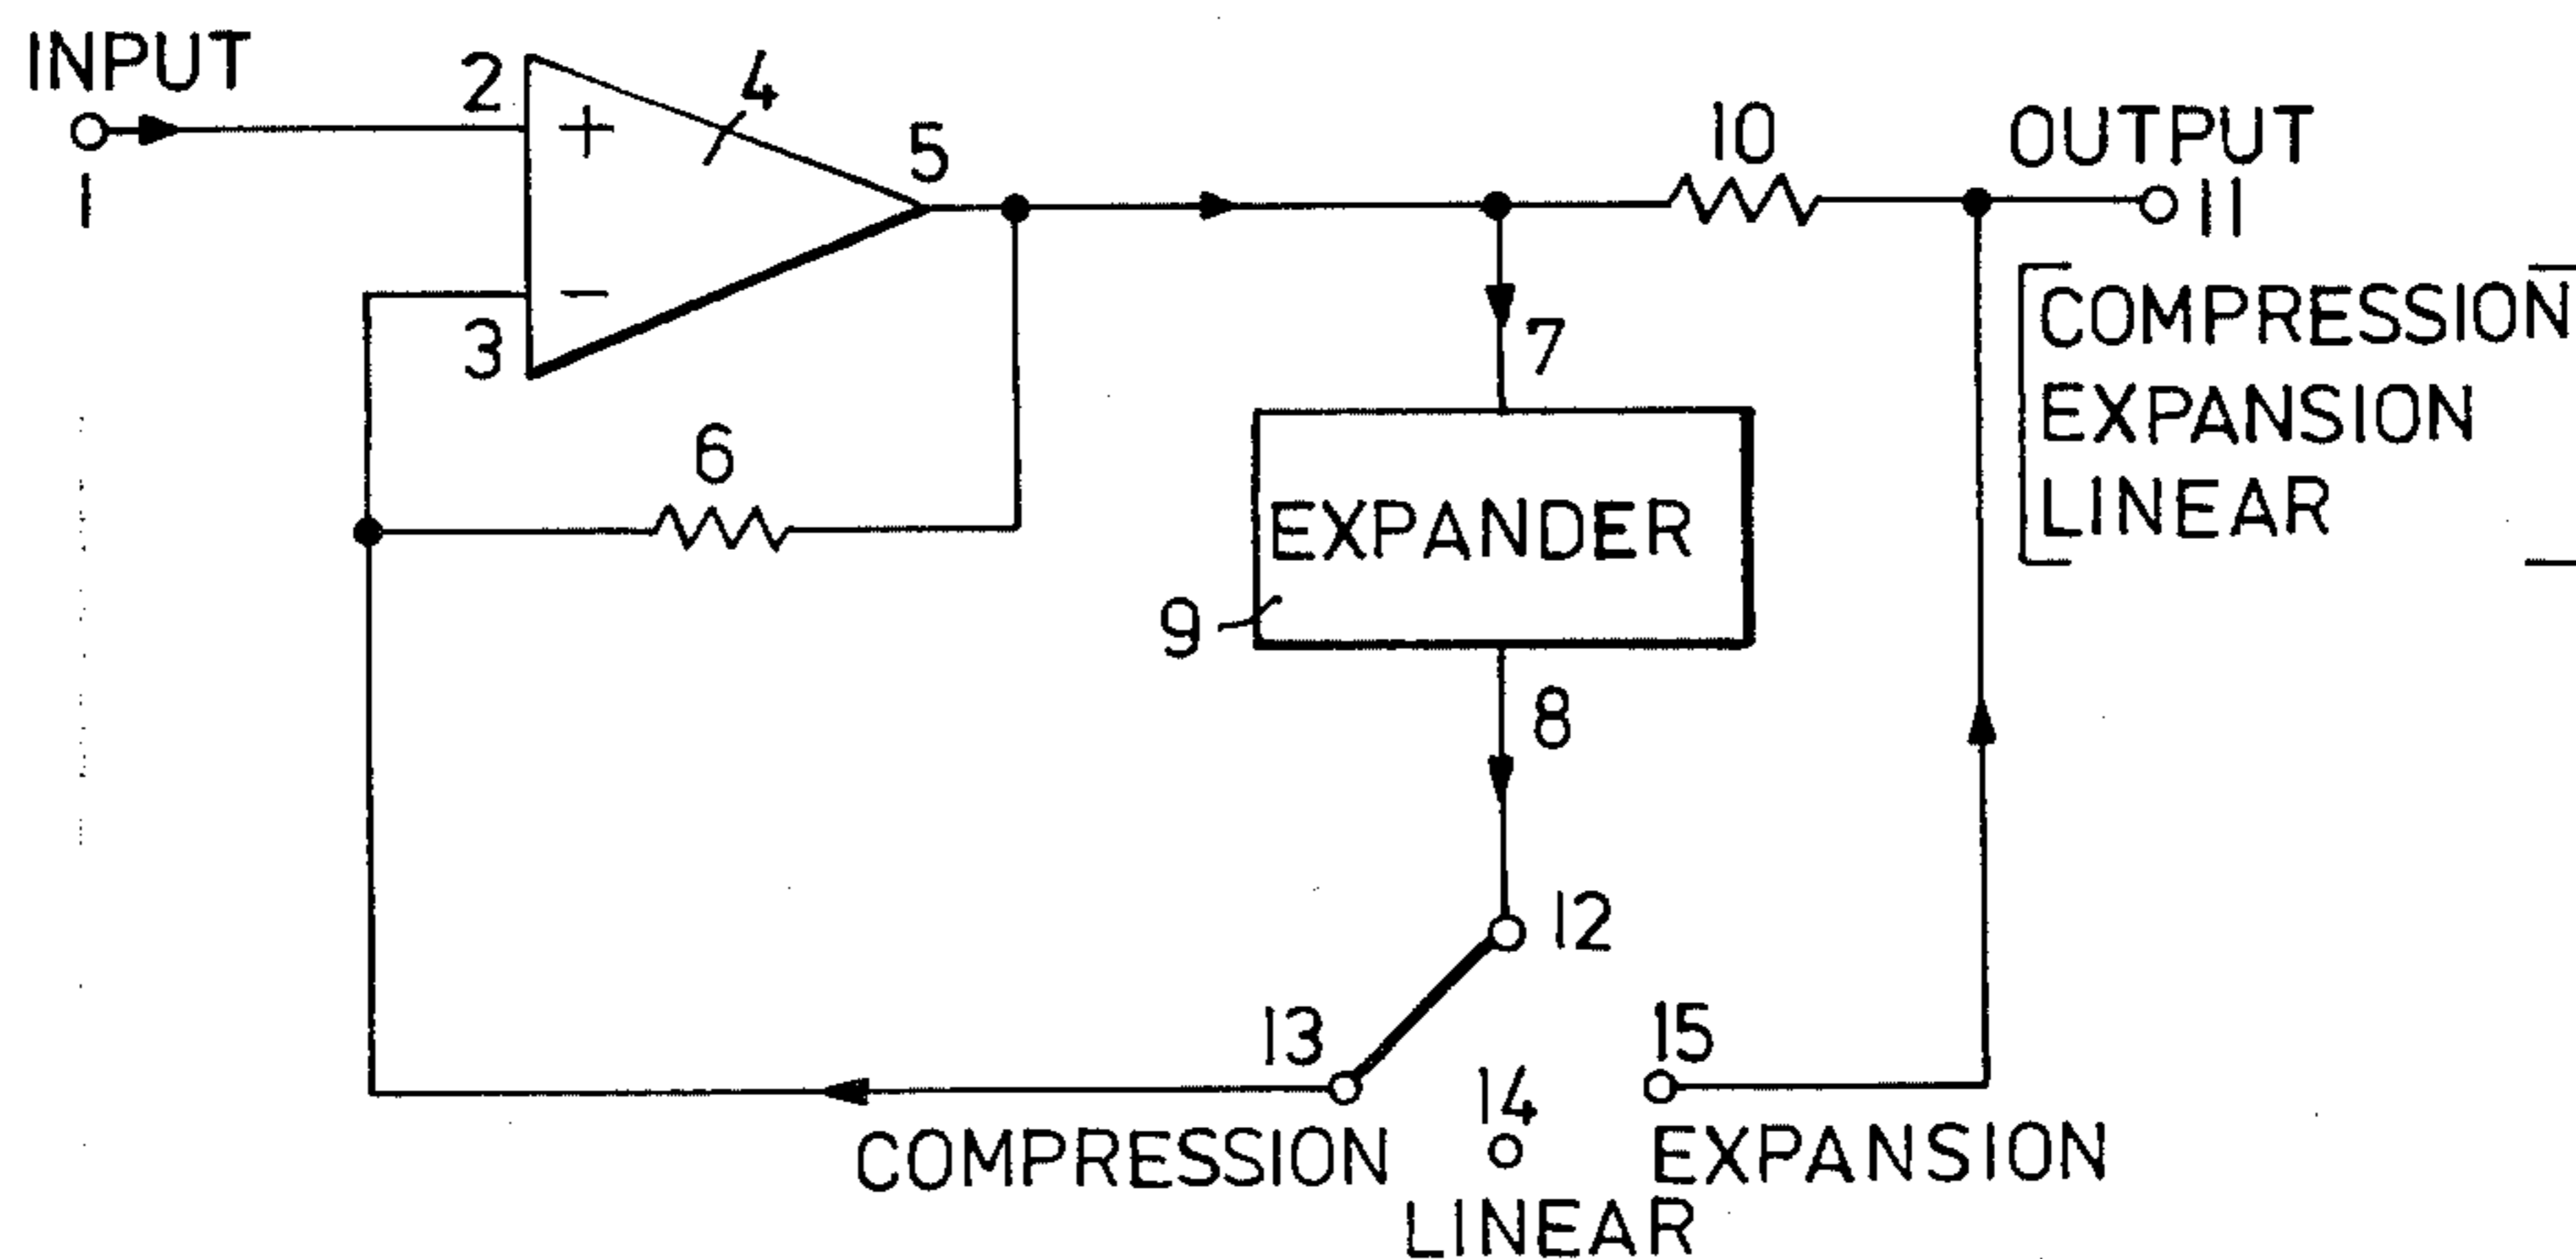 INPUT
1
2
+
4
5
10
OUTPUT
11
−
3
COMPRESSION
EXPANSION
LINEAR
7
6
EXPANDER
9
8
12
13
15
14
COMPRESSION
EXPANSION
LINEAR